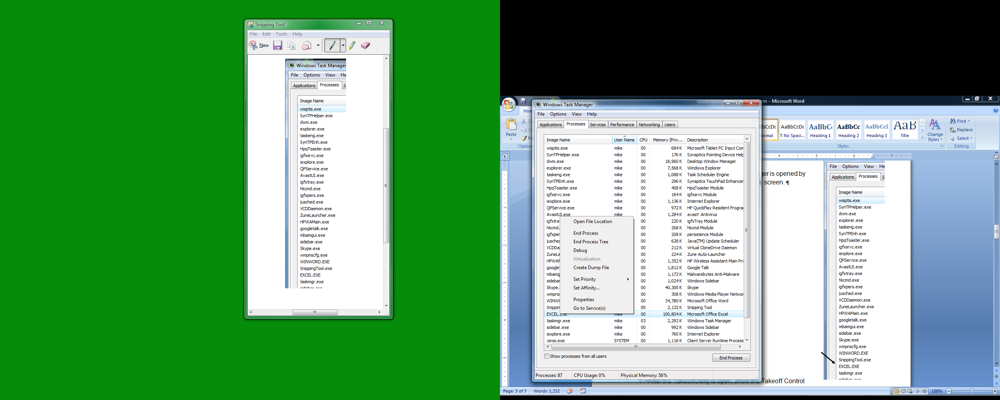 Snipping Tool
File Edit Tools Help
New
Windows Task Manager
File Options View He
Applications Processes S
Image Name
wisptis.exe
SynTPHelper.exe
dwm.exe
explorer.exe
taskeng.exe
SynTPEnh.exe
HpqToaster.exe
igfxsrvc.exe
iexplore.exe
QPService.exe
AvastUI.exe
igfxtray.exe
hkcmd.exe
igfxpers.exe
jusched.exe
VCDDaemon.exe
ZuneLauncher.exe
HPWAMain.exe
googletalk.exe
mbamgui.exe
sidebar.exe
Skype.exe
wmpnscfg.exe
WINWORD.EXE
SnippingTool.exe
EXCEL.EXE
taskmgr.exe
sidebar.exe
Windows Task Manager
File Options View Help
Applications Processes Services Performance Networking Users
Image Name User Name CPU Memory (Priv... Description
wisptis.exe mike 00 684 K Microsoft Tablet PC Input Com
SynTPHelper.exe mike 00 176 K Synaptics Pointing Device Help
dwm.exe mike 00 18,960 K Desktop Window Manager
explorer.exe mike 00 7,568 K Windows Explorer
taskeng.exe mike 00 1,088 K Task Scheduler Engine
SynTPEnh.exe mike 00 296 K Synaptics TouchPad Enhancer
HpqToaster.exe mike 00 408 K HpqToaster Module
igfxsrvc.exe mike 00 164 K igfxsrvc Module
iexplore.exe mike 00 1,136 K Internet Explorer
QPService.exe mike 00 972 K HP QuickPlay Resident Program
AvastUI.exe mike 00 1,284 K avast! Antivirus
igfxtra 00 220 K igfxTray Module
hkcmd. 00 268 K hkcmd Module
igfxper 00 208 K persistence Module
jusched 00 628 K Java(TM) Update Scheduler
VCDDa 00 212 K Virtual CloneDrive Daemon
ZuneLa 00 224 K Zune Auto-Launcher
HPWAM 00 1,352 K HP Wireless Assistant Main Pro
googlet 00 1,812 K Google Talk
mbamg 00 1,172 K Malwarebytes Anti-Malware
sidebar 00 1,024 K Windows Sidebar
Skype. 00 40,300 K Skype
wmpns 00 308 K Windows Media Player Networ
WINW 00 34,780 K Microsoft Office Word
Snippin 00 2,132 K Snipping Tool
EXCEL.EXE mike 00 100,804 K Microsoft Office Excel
taskmgr.exe mike 03 2,292 K Windows Task Manager
sidebar.exe mike 00 992 K Windows Sidebar
iexplore.exe mike 00 760 K Internet Explorer
csrss.exe SYSTEM 00 1,116 K Client Server Runtime Process
Open File Location
End Process
End Process Tree
Debug
Virtualization
Create Dump File
Set Priority
Set Affinity...
Properties
Go to Service(s)
Show processes from all users
End Process
Processes: 87 CPU Usage: 0% Physical Memory: 56%
rm - Microsoft Word
Hom
Paste
Clipboa
AaBbCcDc AaBbCc AaBbCc AaBbCcI AaB
ormal ¶ No Spaci... Heading 1 Heading 2 Heading 3 Title
Change Styles
Styles
Find
Replace
Select
Editing
4 5 6 7
ger is opened by
screen. ¶
File Options View He
Applications Processes S
Image Name
wisptis.exe
SynTPHelper.exe
dwm.exe
explorer.exe
taskeng.exe
SynTPEnh.exe
HpqToaster.exe
igfxsrvc.exe
iexplore.exe
QPService.exe
AvastUI.exe
igfxtray.exe
hkcmd.exe
igfxpers.exe
jusched.exe
VCDDaemon.exe
ZuneLauncher.exe
HPWAMain.exe
googletalk.exe
mbamgui.exe
sidebar.exe
Skype.exe
wmpnscfg.exe
WINWORD.EXE
SnippingTool.exe
EXCEL.EXE
taskmgr.exe
sidebar.exe
Takeoff Control
1 2 3 4 5
Page: 3 of 7 Words: 1,232
100%